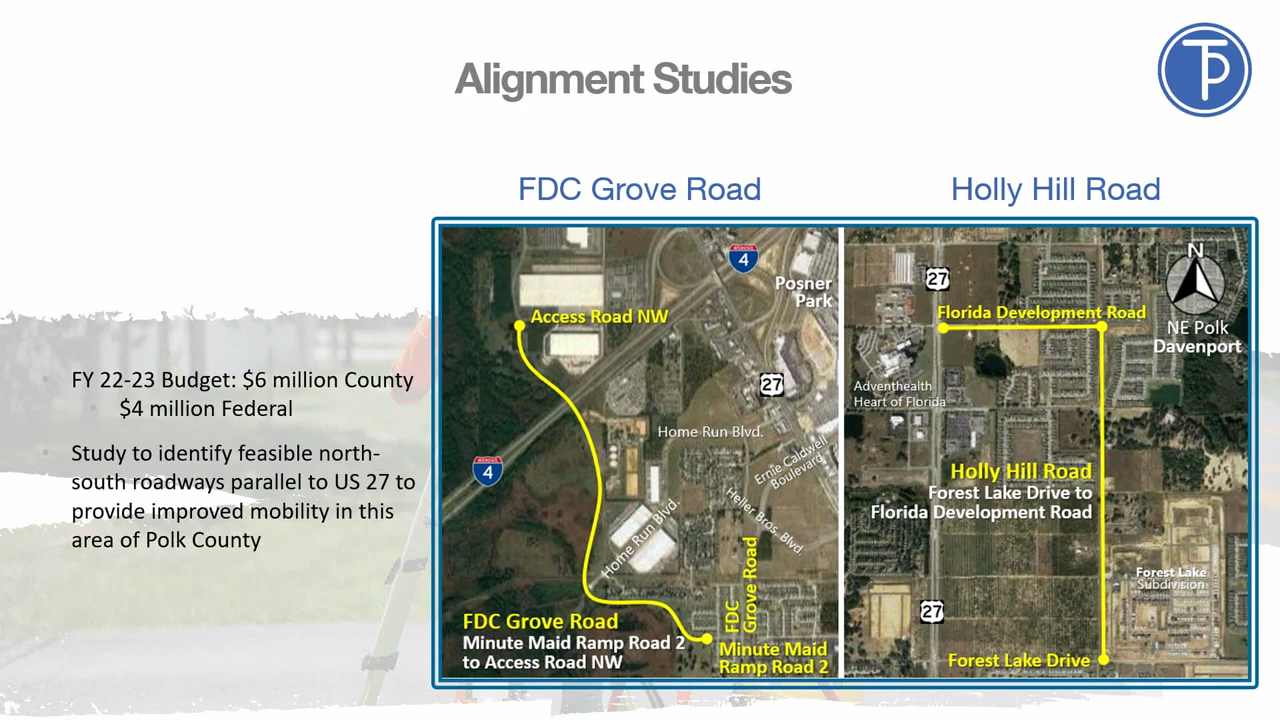 Alignment Studies
TP
FDC Grove Road
Holly Hill Road
FY 22-23 Budget: $6 million County
$4 million Federal
Study to identify feasible north-
south roadways parallel to US 27 to
provide improved mobility in this
area of Polk County
INTERSTATE
4
Posner
Park
Access Road NW
27
Home Run Blvd.
Ernie Caldwell
Boulevard
4
Heller Bros. Blvd.
Home Run Blvd.
FDC
Grove Road
FDC Grove Road
Minute Maid Ramp Road 2
to Access Road NW
Minute Maid
Ramp Road 2
N
27
Florida Development Road
NE Polk
Davenport
Adventhealth
Heart of Florida
Holly Hill Road
Forest Lake Drive to
Florida Development Road
Forest Lake
Subdivision
27
Forest Lake Drive